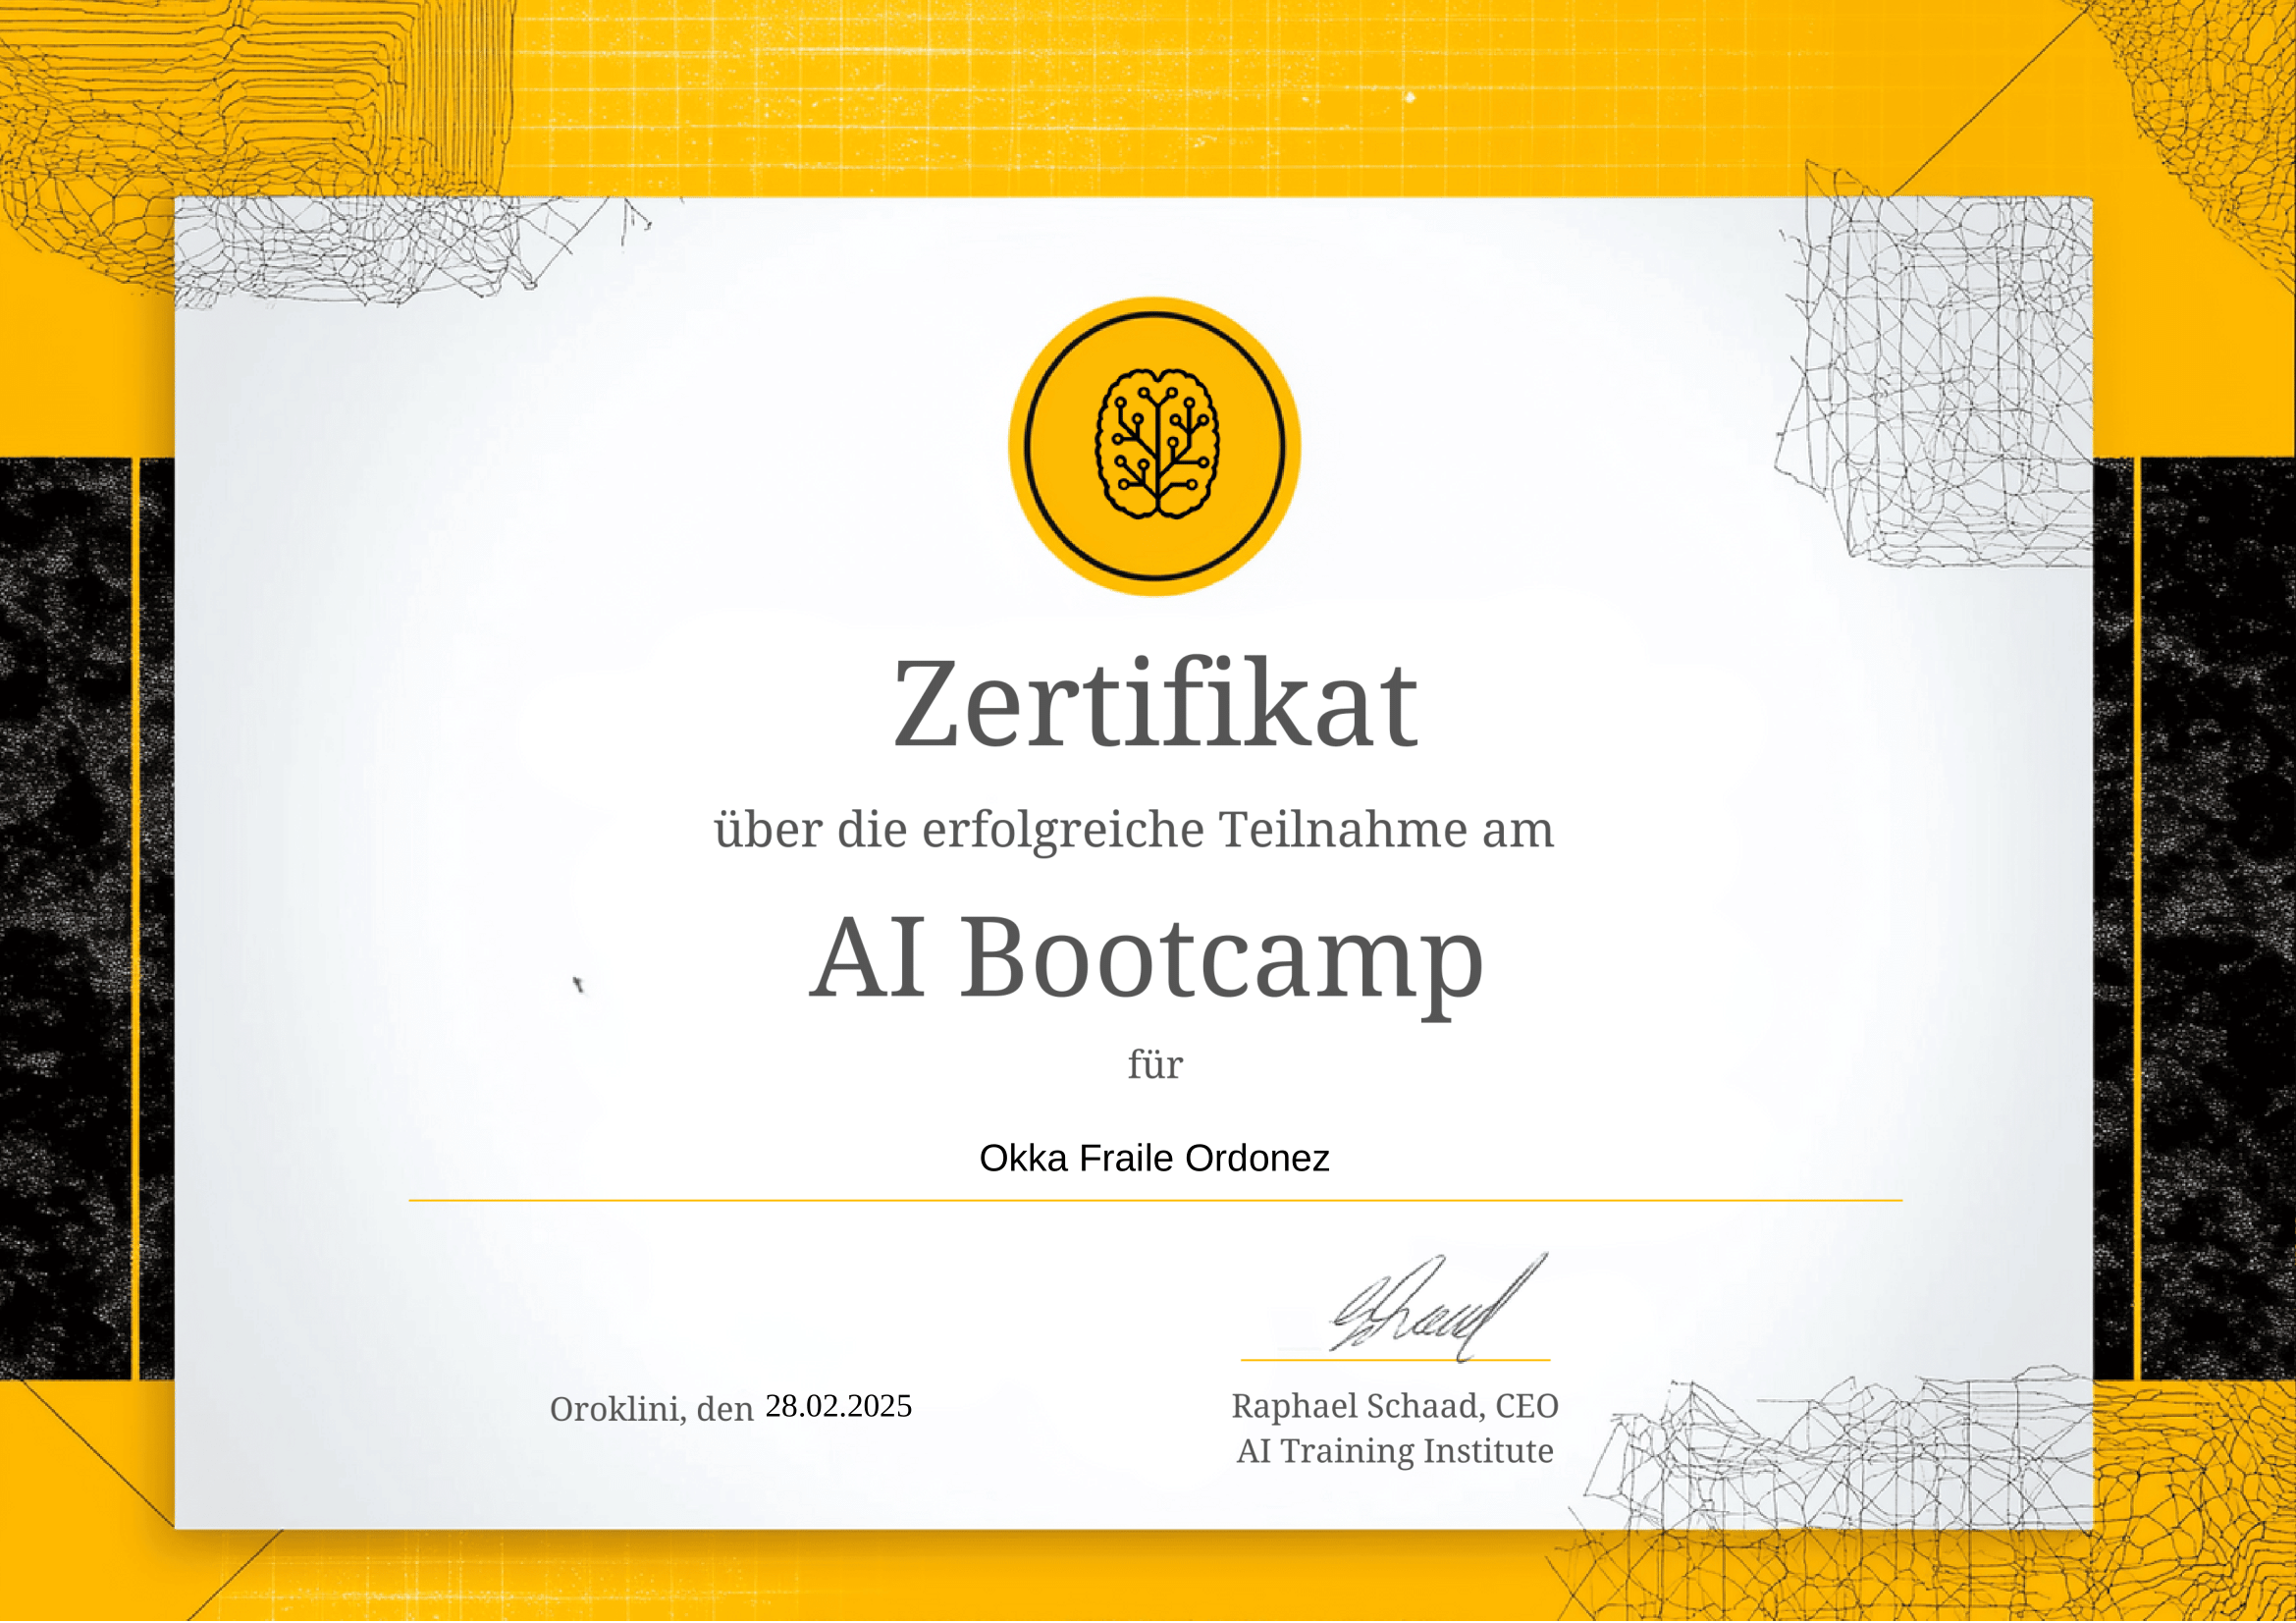 Zertifikat
über die erfolgreiche Teilnahme am
AI Bootcamp
für
Okka Fraile Ordonez
Oroklini, den 28.02.2025
Raphael Schaad, CEO
AI Training Institute